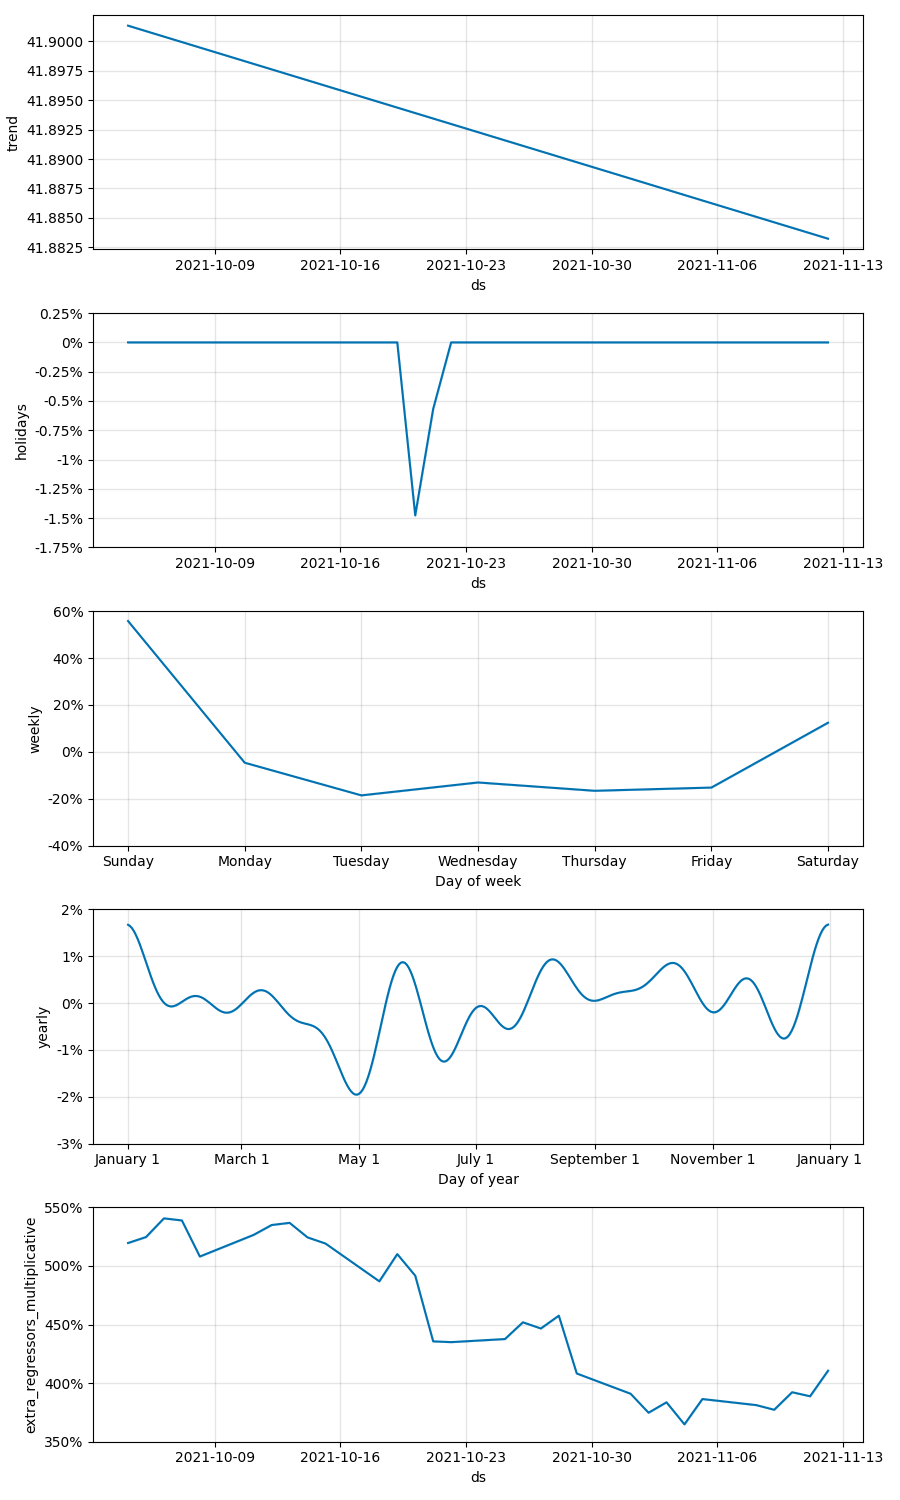 41.9000
41.8975
41.8950
41.8925
41.8900
41.8875
41.8850
41.8825
trend
2021-10-09 2021-10-16 2021-10-23 2021-10-30 2021-11-06 2021-11-13
ds
0.25%
0%
-0.25%
-0.5%
-0.75%
-1%
-1.25%
-1.5%
-1.75%
holidays
2021-10-09 2021-10-16 2021-10-23 2021-10-30 2021-11-06 2021-11-13
ds
60%
40%
20%
0%
-20%
-40%
weekly
Sunday Monday Tuesday Wednesday Thursday Friday Saturday
Day of week
2%
1%
0%
-1%
-2%
-3%
yearly
January 1 March 1 May 1 July 1 September 1 November 1 January 1
Day of year
550%
500%
450%
400%
350%
extra_regressors_multiplicative
2021-10-09 2021-10-16 2021-10-23 2021-10-30 2021-11-06 2021-11-13
ds